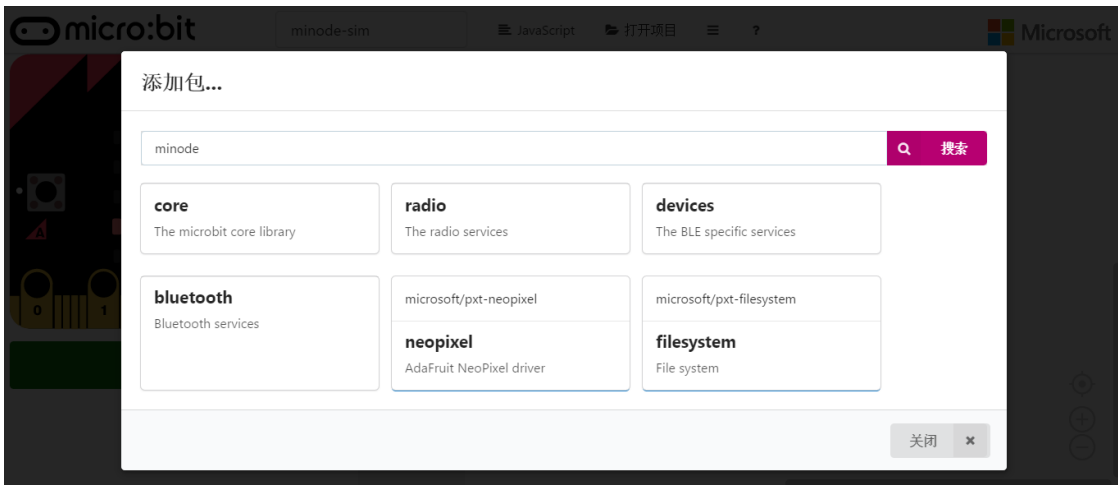 micro:bit
minode-sim
JavaScript
打开项目
?
Microsoft
添加包...
minode
搜索
core
The microbit core library
radio
The radio services
devices
The BLE specific services
bluetooth
Bluetooth services
microsoft/pxt-neopixel
neopixel
AdaFruit NeoPixel driver
microsoft/pxt-filesystem
filesystem
File system
A
0
1
关闭